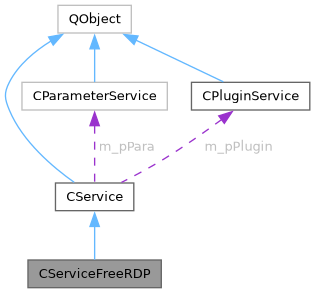 QObject
CParameterService
CPluginService
m_pPara
m_pPlugin
CService
CServiceFreeRDP